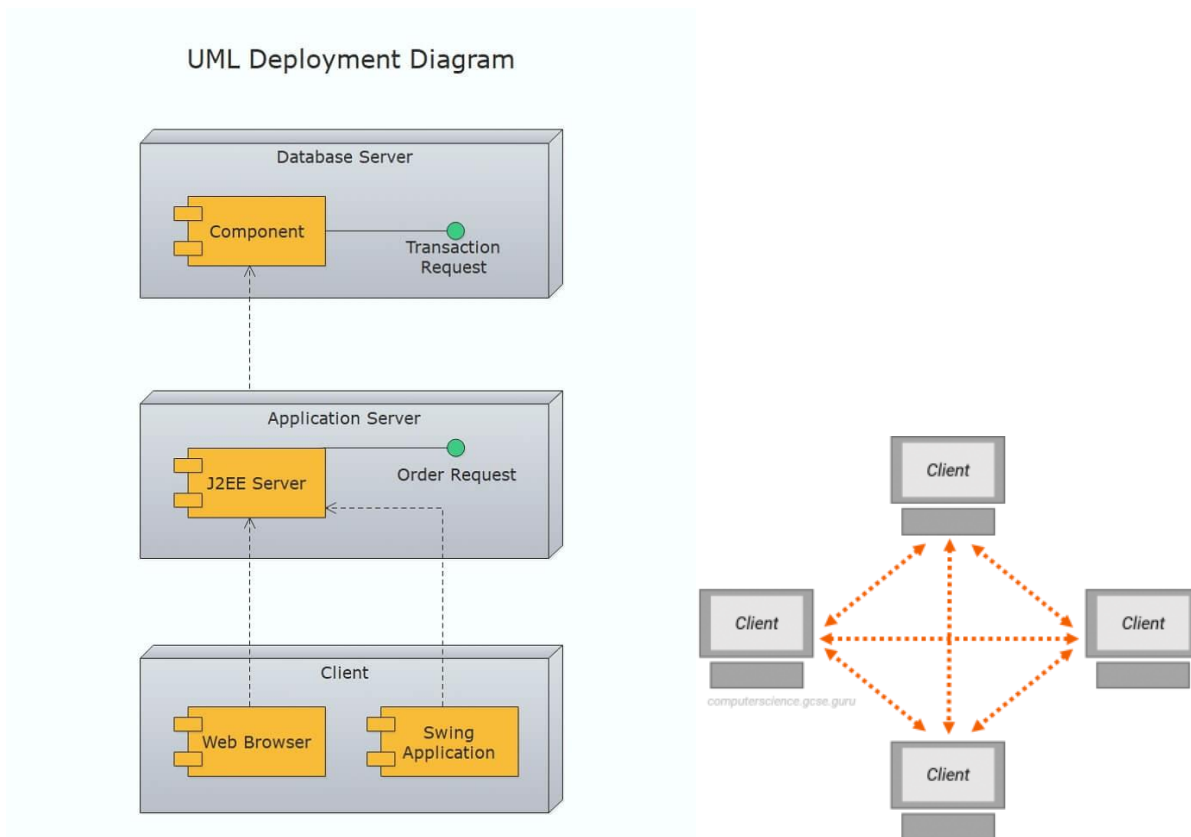 UML Deployment Diagram
Database Server
Component
Transaction
Request
Application Server
J2EE Server
Order Request
Client
Web Browser
Swing
Application
Client
Client
Client
computerscience.gcse.guru
Client